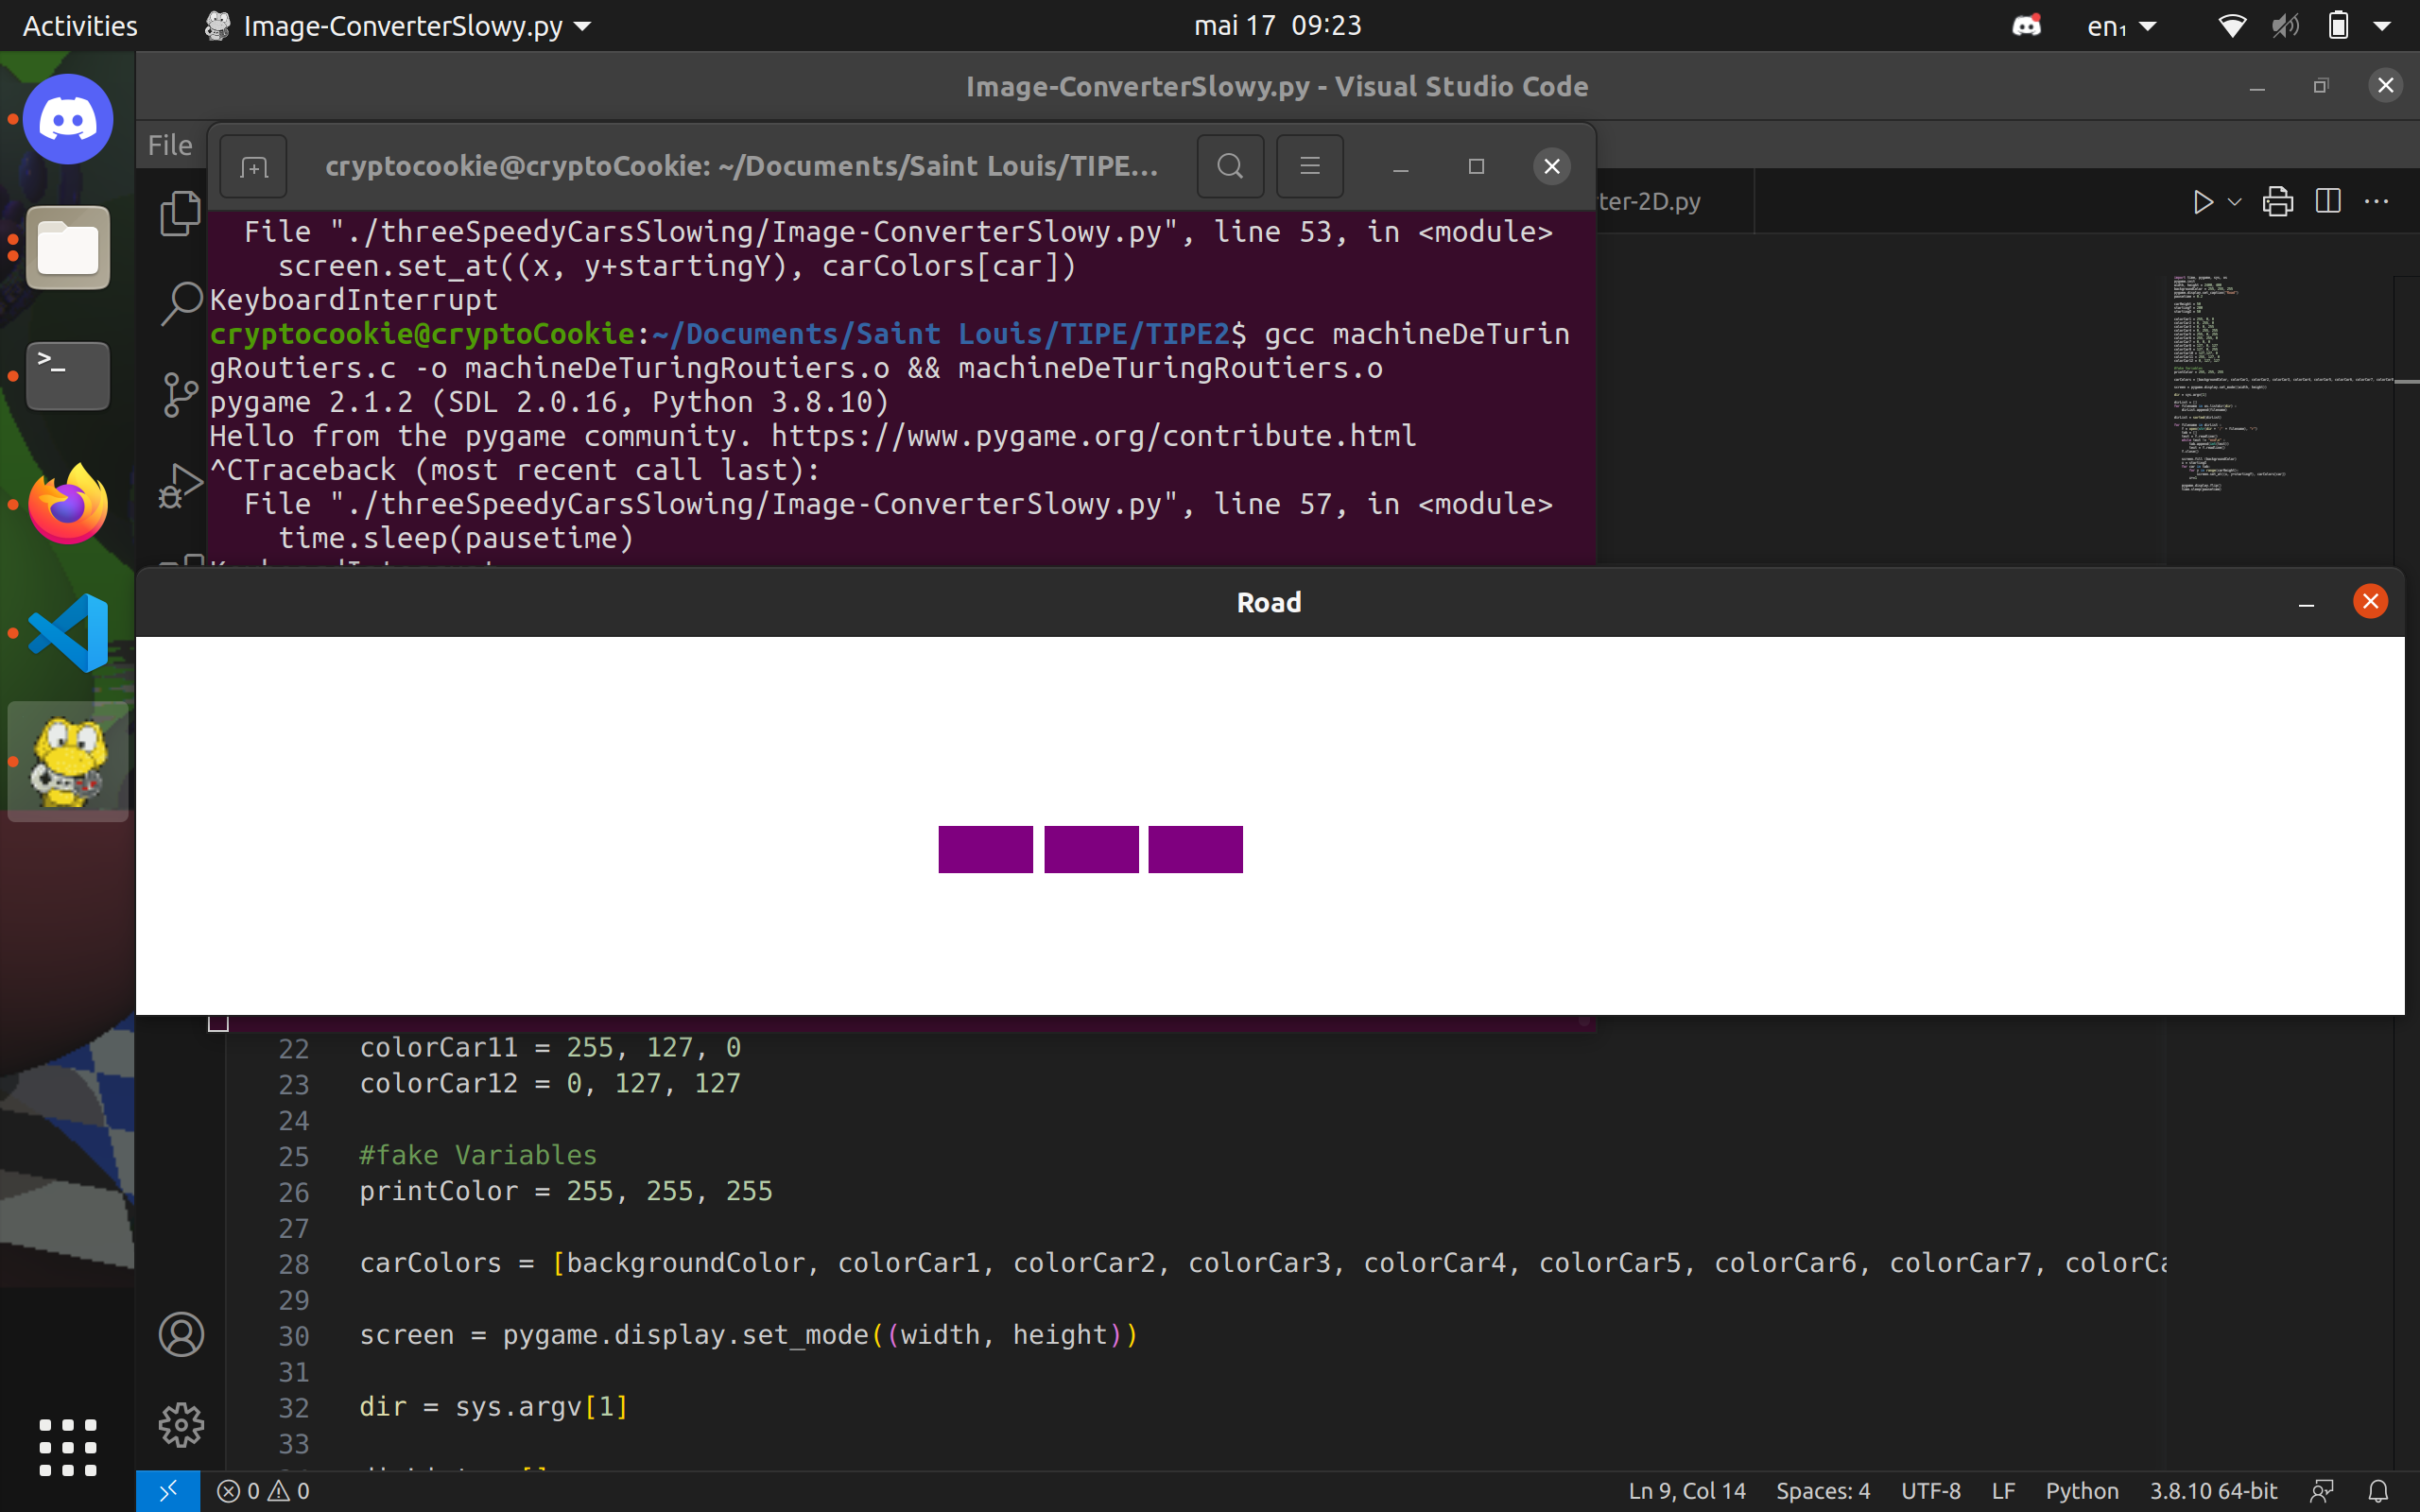 Activities
Image-ConverterSlowy.py
mai 17 09:23
en₁
Image-ConverterSlowy.py - Visual Studio Code
File
cryptocookie@cryptoCookie: ~/Documents/Saint Louis/TIPE...
ter-2D.py
File "./threeSpeedyCarsSlowing/Image-ConverterSlowy.py", line 53, in <module>
screen.set_at((x, y+startingY), carColors[car])
KeyboardInterrupt
cryptocookie@cryptoCookie:~/Documents/Saint Louis/TIPE/TIPE2$ gcc machineDeTurin
gRoutiers.c -o machineDeTuringRoutiers.o && machineDeTuringRoutiers.o
pygame 2.1.2 (SDL 2.0.16, Python 3.8.10)
Hello from the pygame community. https://www.pygame.org/contribute.html
^CTraceback (most recent call last):
File "./threeSpeedyCarsSlowing/Image-ConverterSlowy.py", line 57, in <module>
time.sleep(pausetime)
Road
22 colorCar11 = 255, 127, 0
23 colorCar12 = 0, 127, 127
24
25 #fake Variables
26 printColor = 255, 255, 255
27
28 carColors = [backgroundColor, colorCar1, colorCar2, colorCar3, colorCar4, colorCar5, colorCar6, colorCar7, colorCa
29
30 screen = pygame.display.set_mode((width, height))
31
32 dir = sys.argv[1]
33
0 0
Ln 9, Col 14
Spaces: 4
UTF-8
LF
Python
3.8.10 64-bit